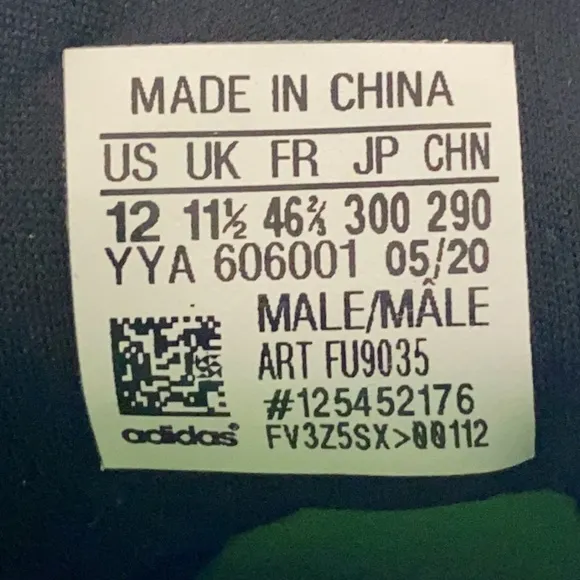 MADE IN CHINA
US UK FR JP CHN
12 11½ 46⅔ 300 290
YYA 606001 05/20
MALE/MÂLE
ART FU9035
#125452176
adidas® FV3Z5SX>00112